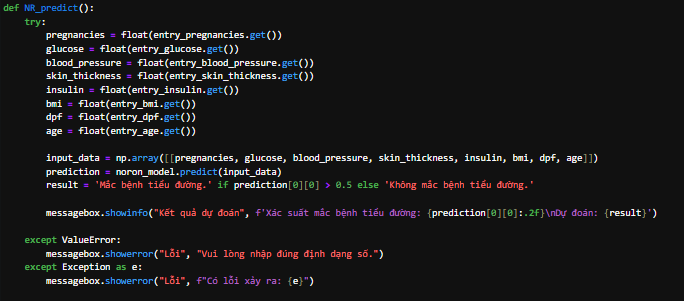 def NR_predict():
    try:
        pregnancies = float(entry_pregnancies.get())
        glucose = float(entry_glucose.get())
        blood_pressure = float(entry_blood_pressure.get())
        skin_thickness = float(entry_skin_thickness.get())
        insulin = float(entry_insulin.get())
        bmi = float(entry_bmi.get())
        dpf = float(entry_dpf.get())
        age = float(entry_age.get())

        input_data = np.array([[pregnancies, glucose, blood_pressure, skin_thickness, insulin, bmi, dpf, age]])
        prediction = noron_model.predict(input_data)
        result = 'Mắc bệnh tiểu đường.' if prediction[0][0] > 0.5 else 'Không mắc bệnh tiểu đường.'

        messagebox.showinfo("Kết quả dự đoán", f'Xác suất mắc bệnh tiểu đường: {prediction[0][0]:.2f}\nDự đoán: {result}')

    except ValueError:
        messagebox.showerror("Lỗi", "Vui lòng nhập đúng định dạng số.")
    except Exception as e:
        messagebox.showerror("Lỗi", f"Có lỗi xảy ra: {e}")